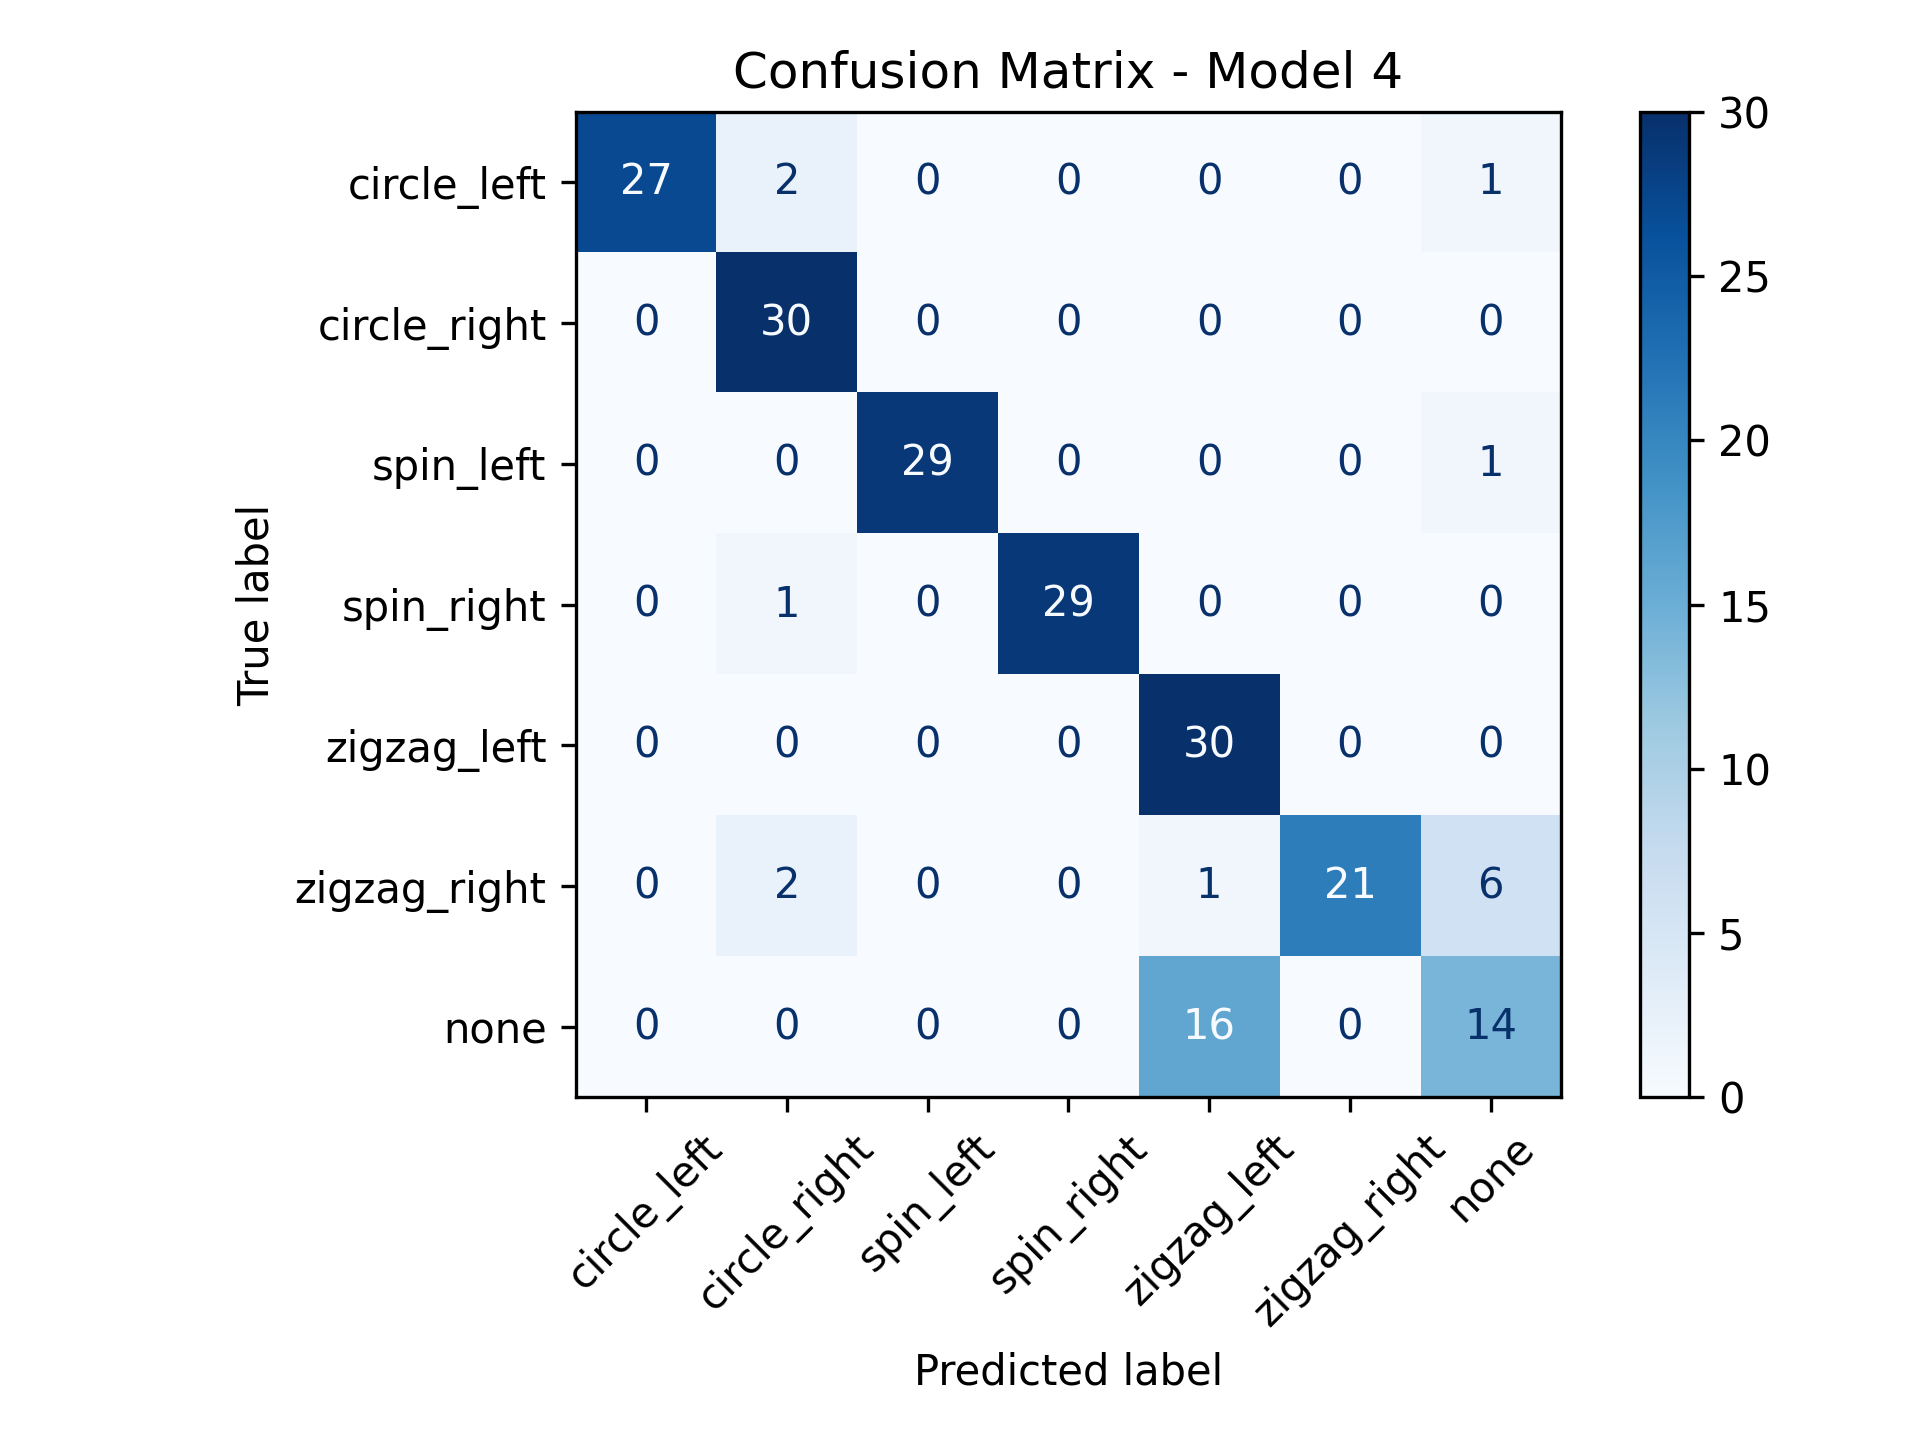 Confusion Matrix - Model 4
True label
circle_left 27 2 0 0 0 0 1
circle_right 0 30 0 0 0 0 0
spin_left 0 0 29 0 0 0 1
spin_right 0 1 0 29 0 0 0
zigzag_left 0 0 0 0 30 0 0
zigzag_right 0 2 0 0 1 21 6
none 0 0 0 0 16 0 14
circle_left circle_right spin_left spin_right zigzag_left zigzag_right none
Predicted label
30
25
20
15
10
5
0